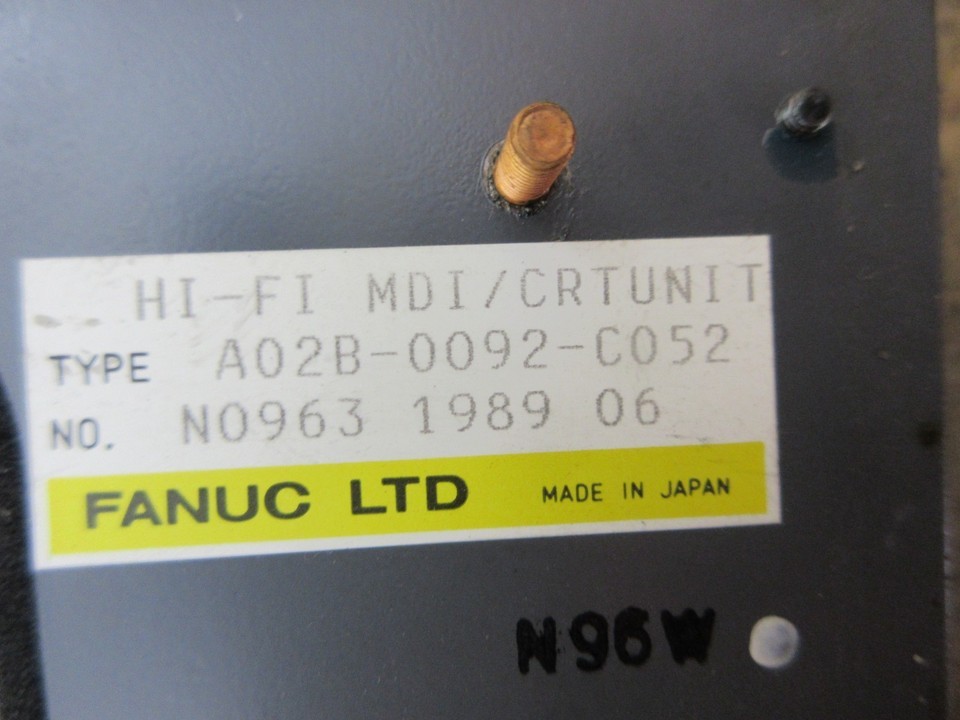 HI-FI MDI/CRTUNIT
TYPE A02B-0092-C052
NO. N0963 1989 06
FANUC LTD MADE IN JAPAN
N96W